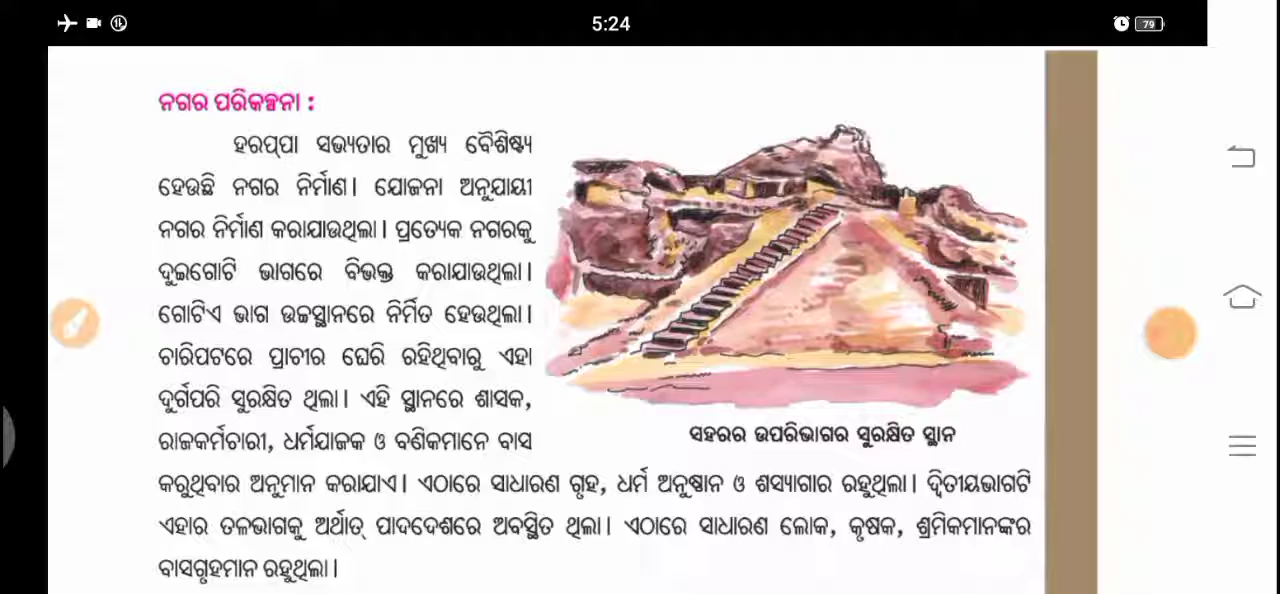 5:24
79
ନଗର ପରିକଳ୍ପନା :
ହରପ୍‌ପା ସଭ୍ୟତାର ମୁଖ୍ୟ ବୈଶିଷ୍ଟ୍ୟ
ହେଉଛି ନଗର ନିର୍ମାଣ। ଯୋଜନା ଅନୁଯାୟୀ
ନଗର ନିର୍ମାଣ କରାଯାଉଥିଲା। ପ୍ରତ୍ୟେକ ନଗରକୁ
ଦୁଇଗୋଟି ଭାଗରେ ବିଭକ୍ତ କରାଯାଉଥିଲା।
ଗୋଟିଏ ଭାଗ ଉଚ୍ଚସ୍ଥାନରେ ନିର୍ମିତ ହେଉଥିଲା।
ଚାରିପଟରେ ପ୍ରାଚୀର ଘେରି ରହିଥିବାରୁ ଏହା
ଦୁର୍ଗପରି ସୁରକ୍ଷିତ ଥିଲା। ଏହି ସ୍ଥାନରେ ଶାସକ,
ରାଜକର୍ମଚାରୀ, ଧର୍ମଯାଜକ ଓ ବଣିକମାନେ ବାସ
ସହରର ଉପରିଭାଗର ସୁରକ୍ଷିତ ସ୍ଥାନ
କରୁଥିବାର ଅନୁମାନ କରାଯାଏ। ଏଠାରେ ସାଧାରଣ ଗୃହ, ଧର୍ମ ଅନୁଷ୍ଠାନ ଓ ଶସ୍ୟାଗାର ରହୁଥିଲା। ଦ୍ୱିତୀୟଭାଗଟି
ଏହାର ତଳଭାଗକୁ ଅର୍ଥାତ୍ ପାଦଦେଶରେ ଅବସ୍ଥିତ ଥିଲା। ଏଠାରେ ସାଧାରଣ ଲୋକ, କୃଷକ, ଶ୍ରମିକମାନଙ୍କର
ବାସଗୃହମାନ ରହୁଥିଲା।